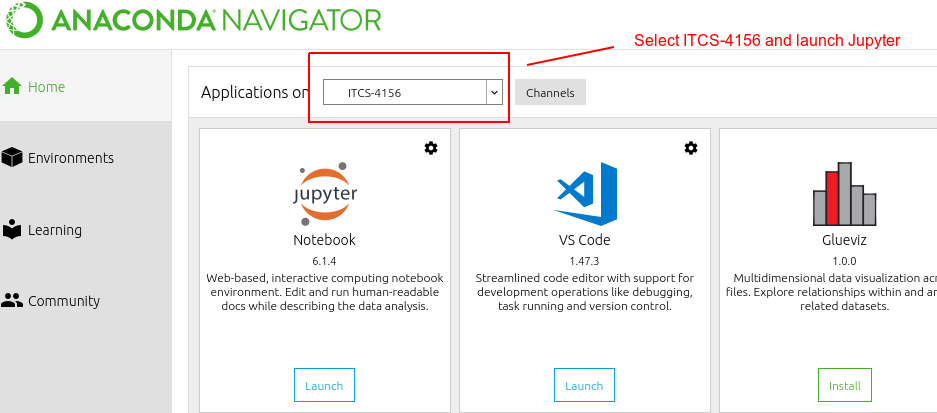 ANACONDA NAVIGATOR
Select ITCS-4156 and launch Jupyter
Home
Applications on
ITCS-4156
Channels
Environments
Learning
Community
jupyter
Notebook
6.1.4
Web-based, interactive computing notebook
environment. Edit and run human-readable
docs while describing the data analysis.
Launch
VS Code
1.47.3
Streamlined code editor with support for
development operations like debugging,
task running and version control.
Launch
Glueviz
1.0.0
Multidimensional data visualization
files. Explore relationships within and
related datasets.
Install